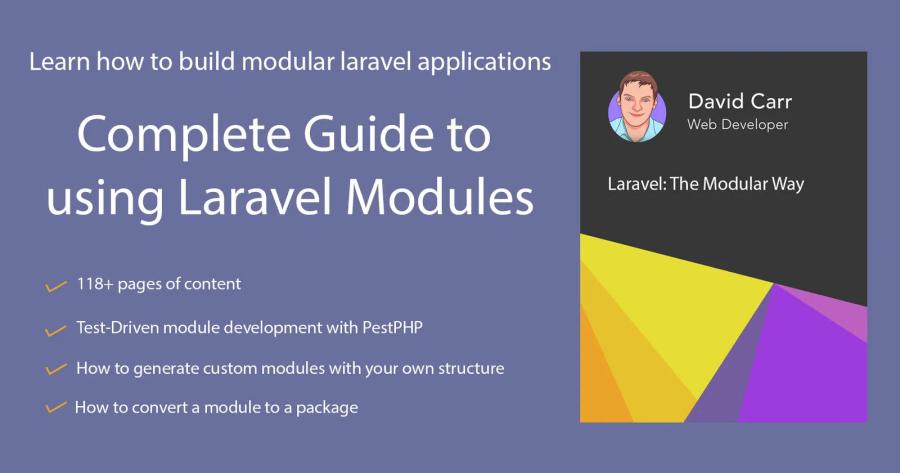 Learn how to build modular laravel applications
Complete Guide to
using Laravel Modules
118+ pages of content
Test-Driven module development with PestPHP
How to generate custom modules with your own structure
How to convert a module to a package
David Carr
Web Developer
Laravel: The Modular Way